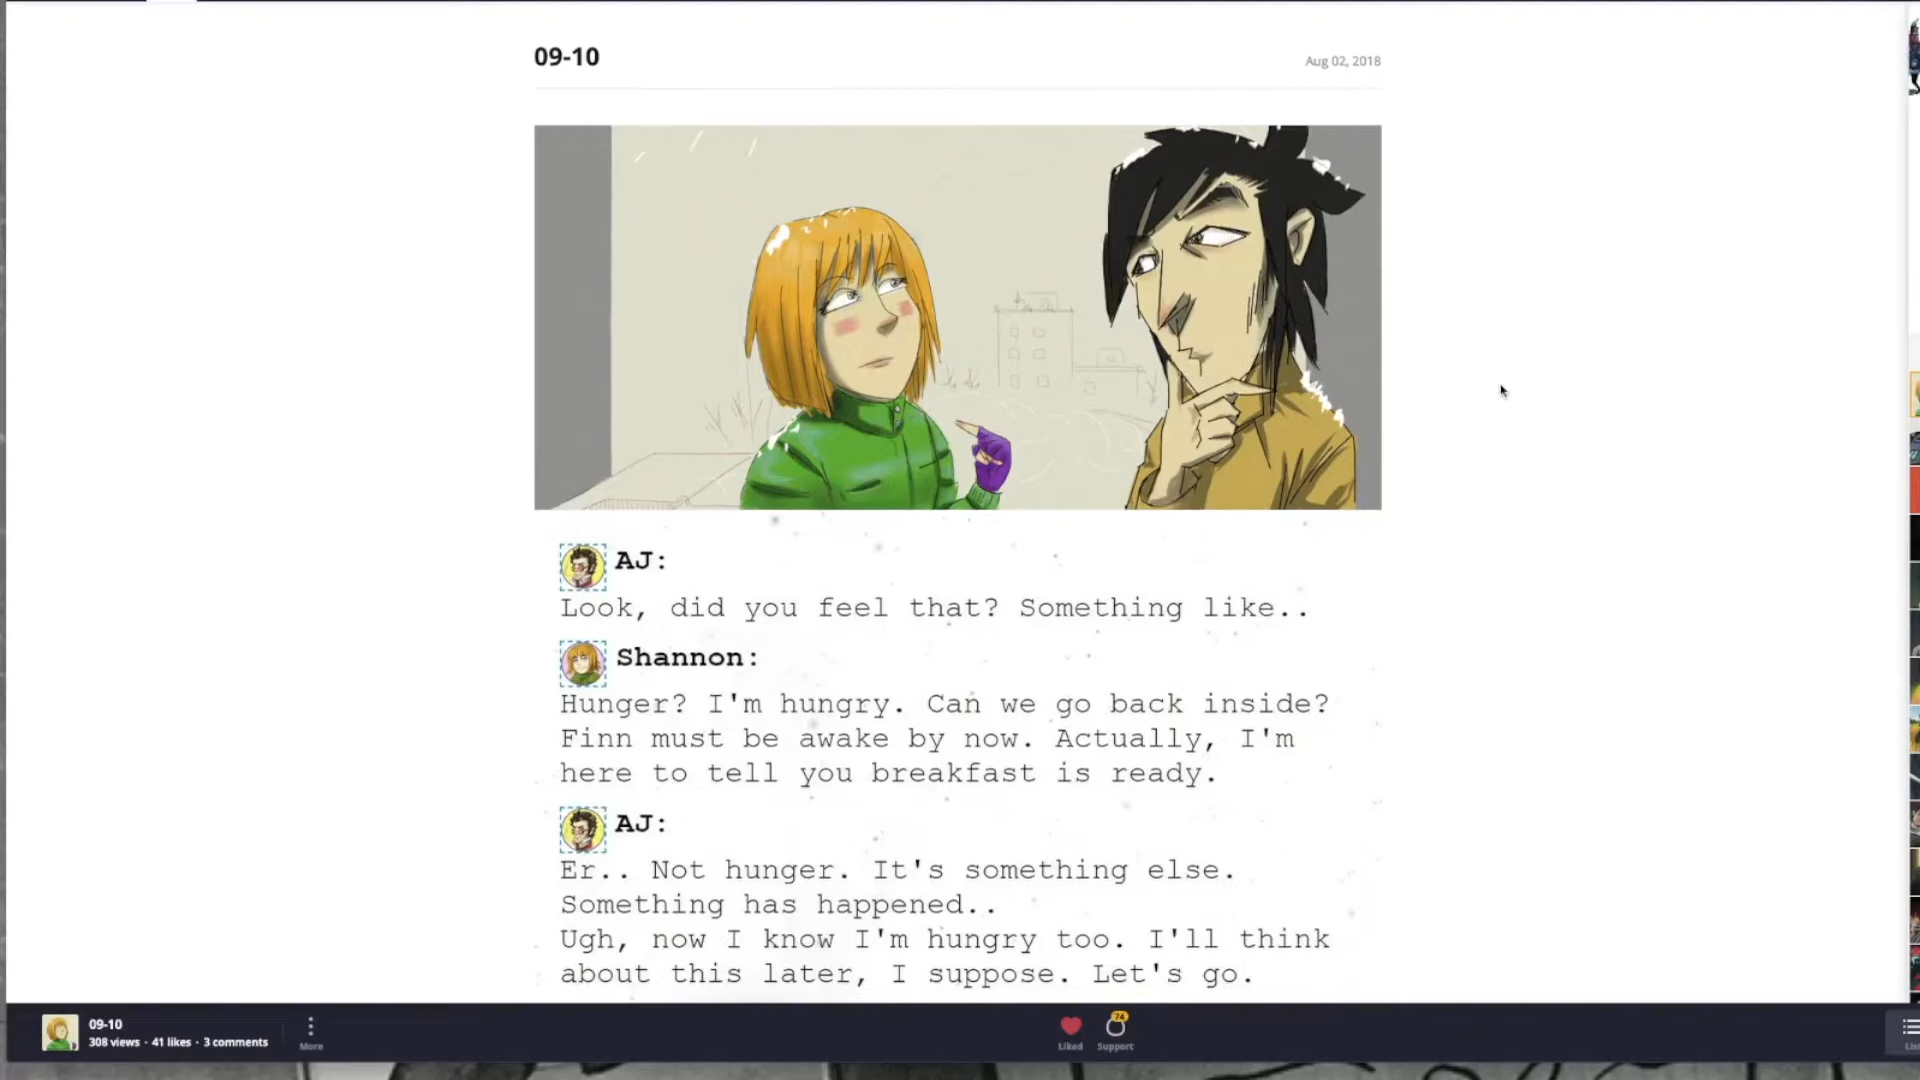 09-10
Aug 02, 2018
AJ:
Look, did you feel that? Something like..
Shannon:
Hunger? I'm hungry. Can we go back inside?
Finn must be awake by now. Actually, I'm
here to tell you breakfast is ready.
AJ:
Er.. Not hunger. It's something else.
Something has happened..
Ugh, now I know I'm hungry too. I'll think
about this later, I suppose. Let's go.
09-10
308 views · 41 likes · 3 comments
More
Liked
74
Support